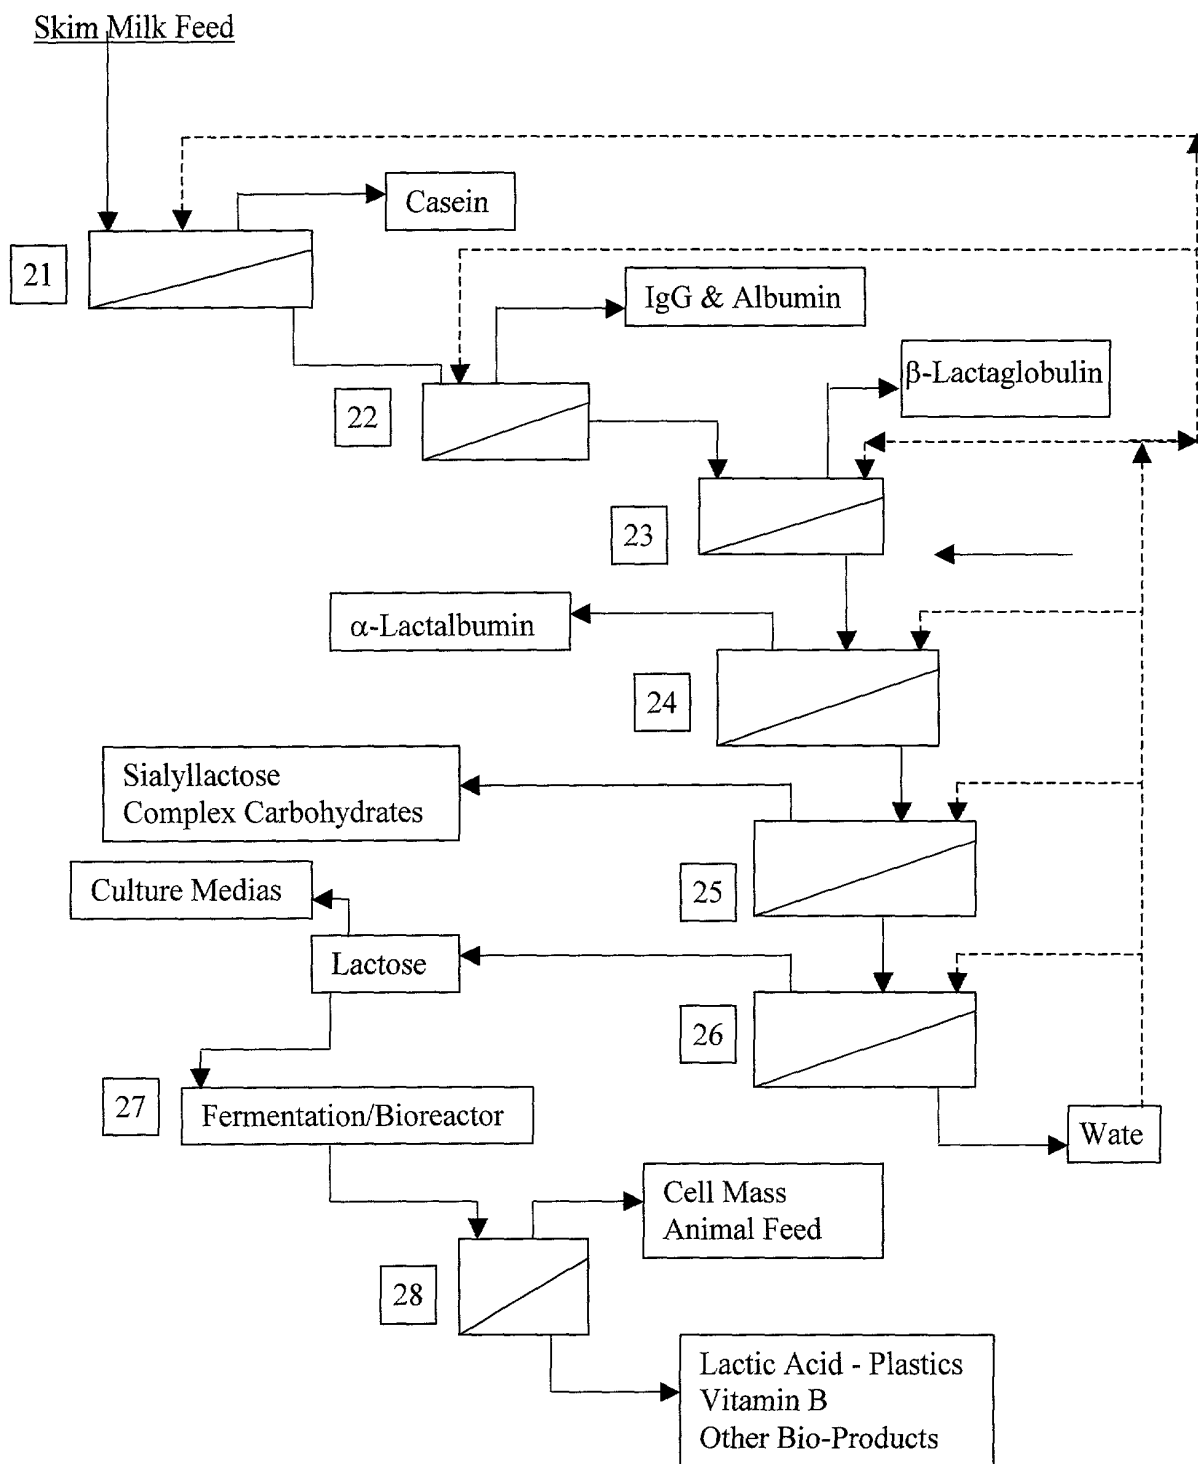 Skim Milk Feed
Casein
21
IgG & Albumin
β-Lactaglobulin
22
23
α-Lactalbumin
24
Sialyllactose
Complex Carbohydrates
25
Culture Medias
Lactose
26
27
Fermentation/Bioreactor
Wate
Cell Mass
Animal Feed
28
Lactic Acid - Plastics
Vitamin B
Other Bio-Products